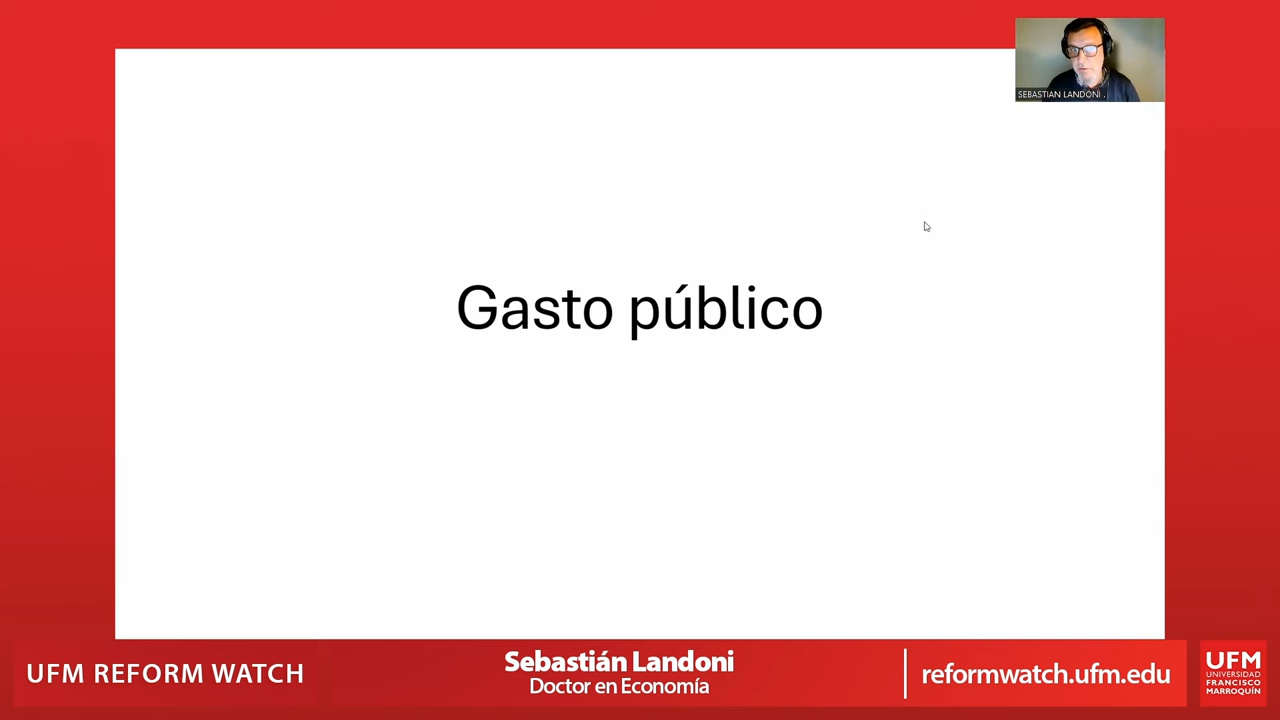 SEBASTIAN LANDONI .
Gasto público
UFM REFORM WATCH
Sebastián Landoni
Doctor en Economía
reformwatch.ufm.edu
UFM
UNIVERSIDAD
FRANCISCO
MARROQUÍN